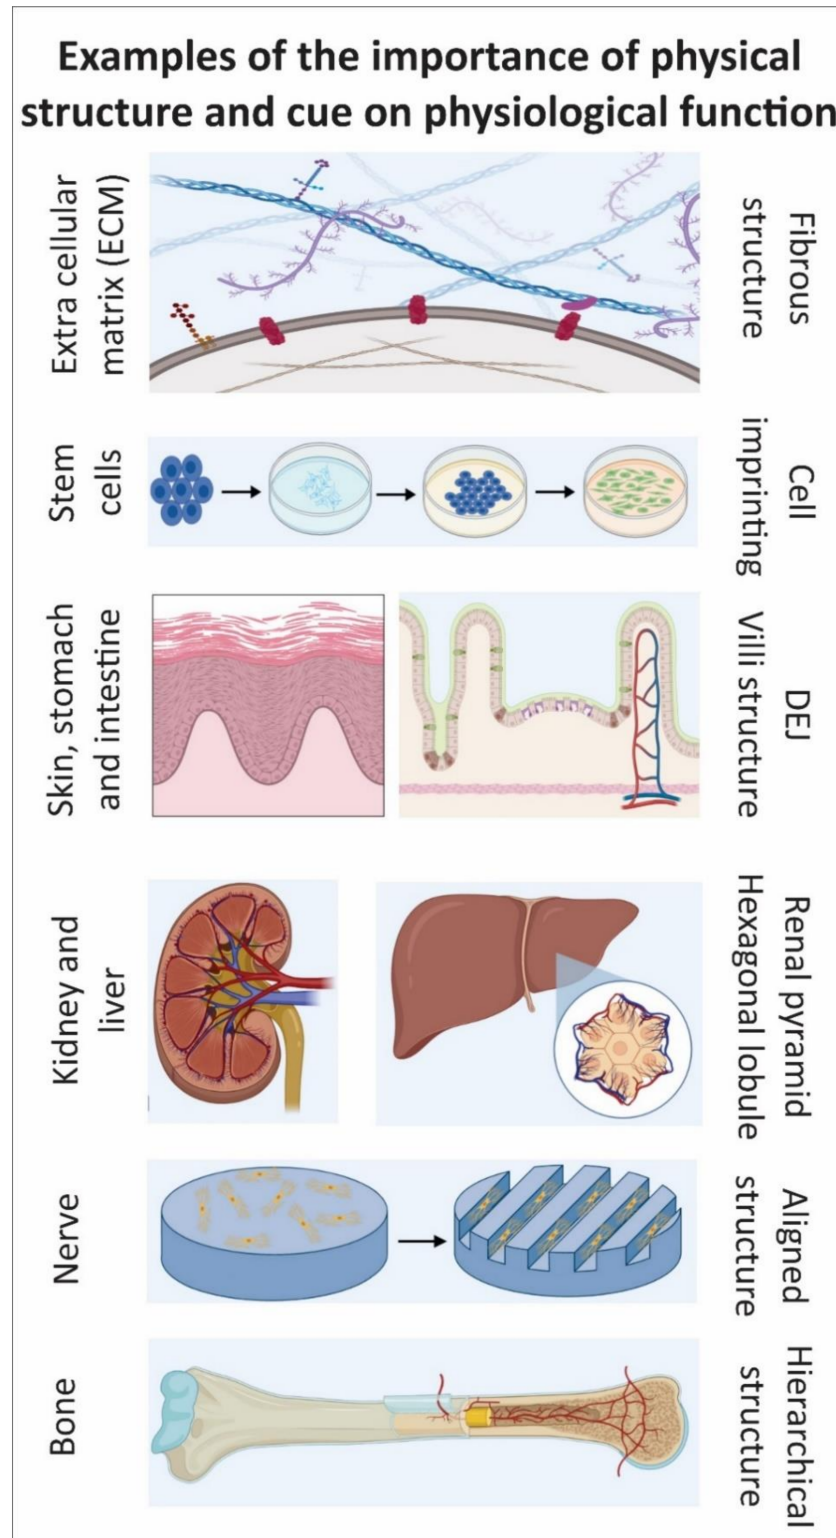 Examples of the importance of physical
structure and cue on physiological function
Extra cellular
matrix (ECM)
Fibrous
structure
Stem
cells
Cell
imprinting
Skin, stomach
and intestine
DEJ
Villi structure
Kidney and
liver
Renal pyramid
Hexagonal lobule
Nerve
Aligned
structure
Bone
Hierarchical
structure